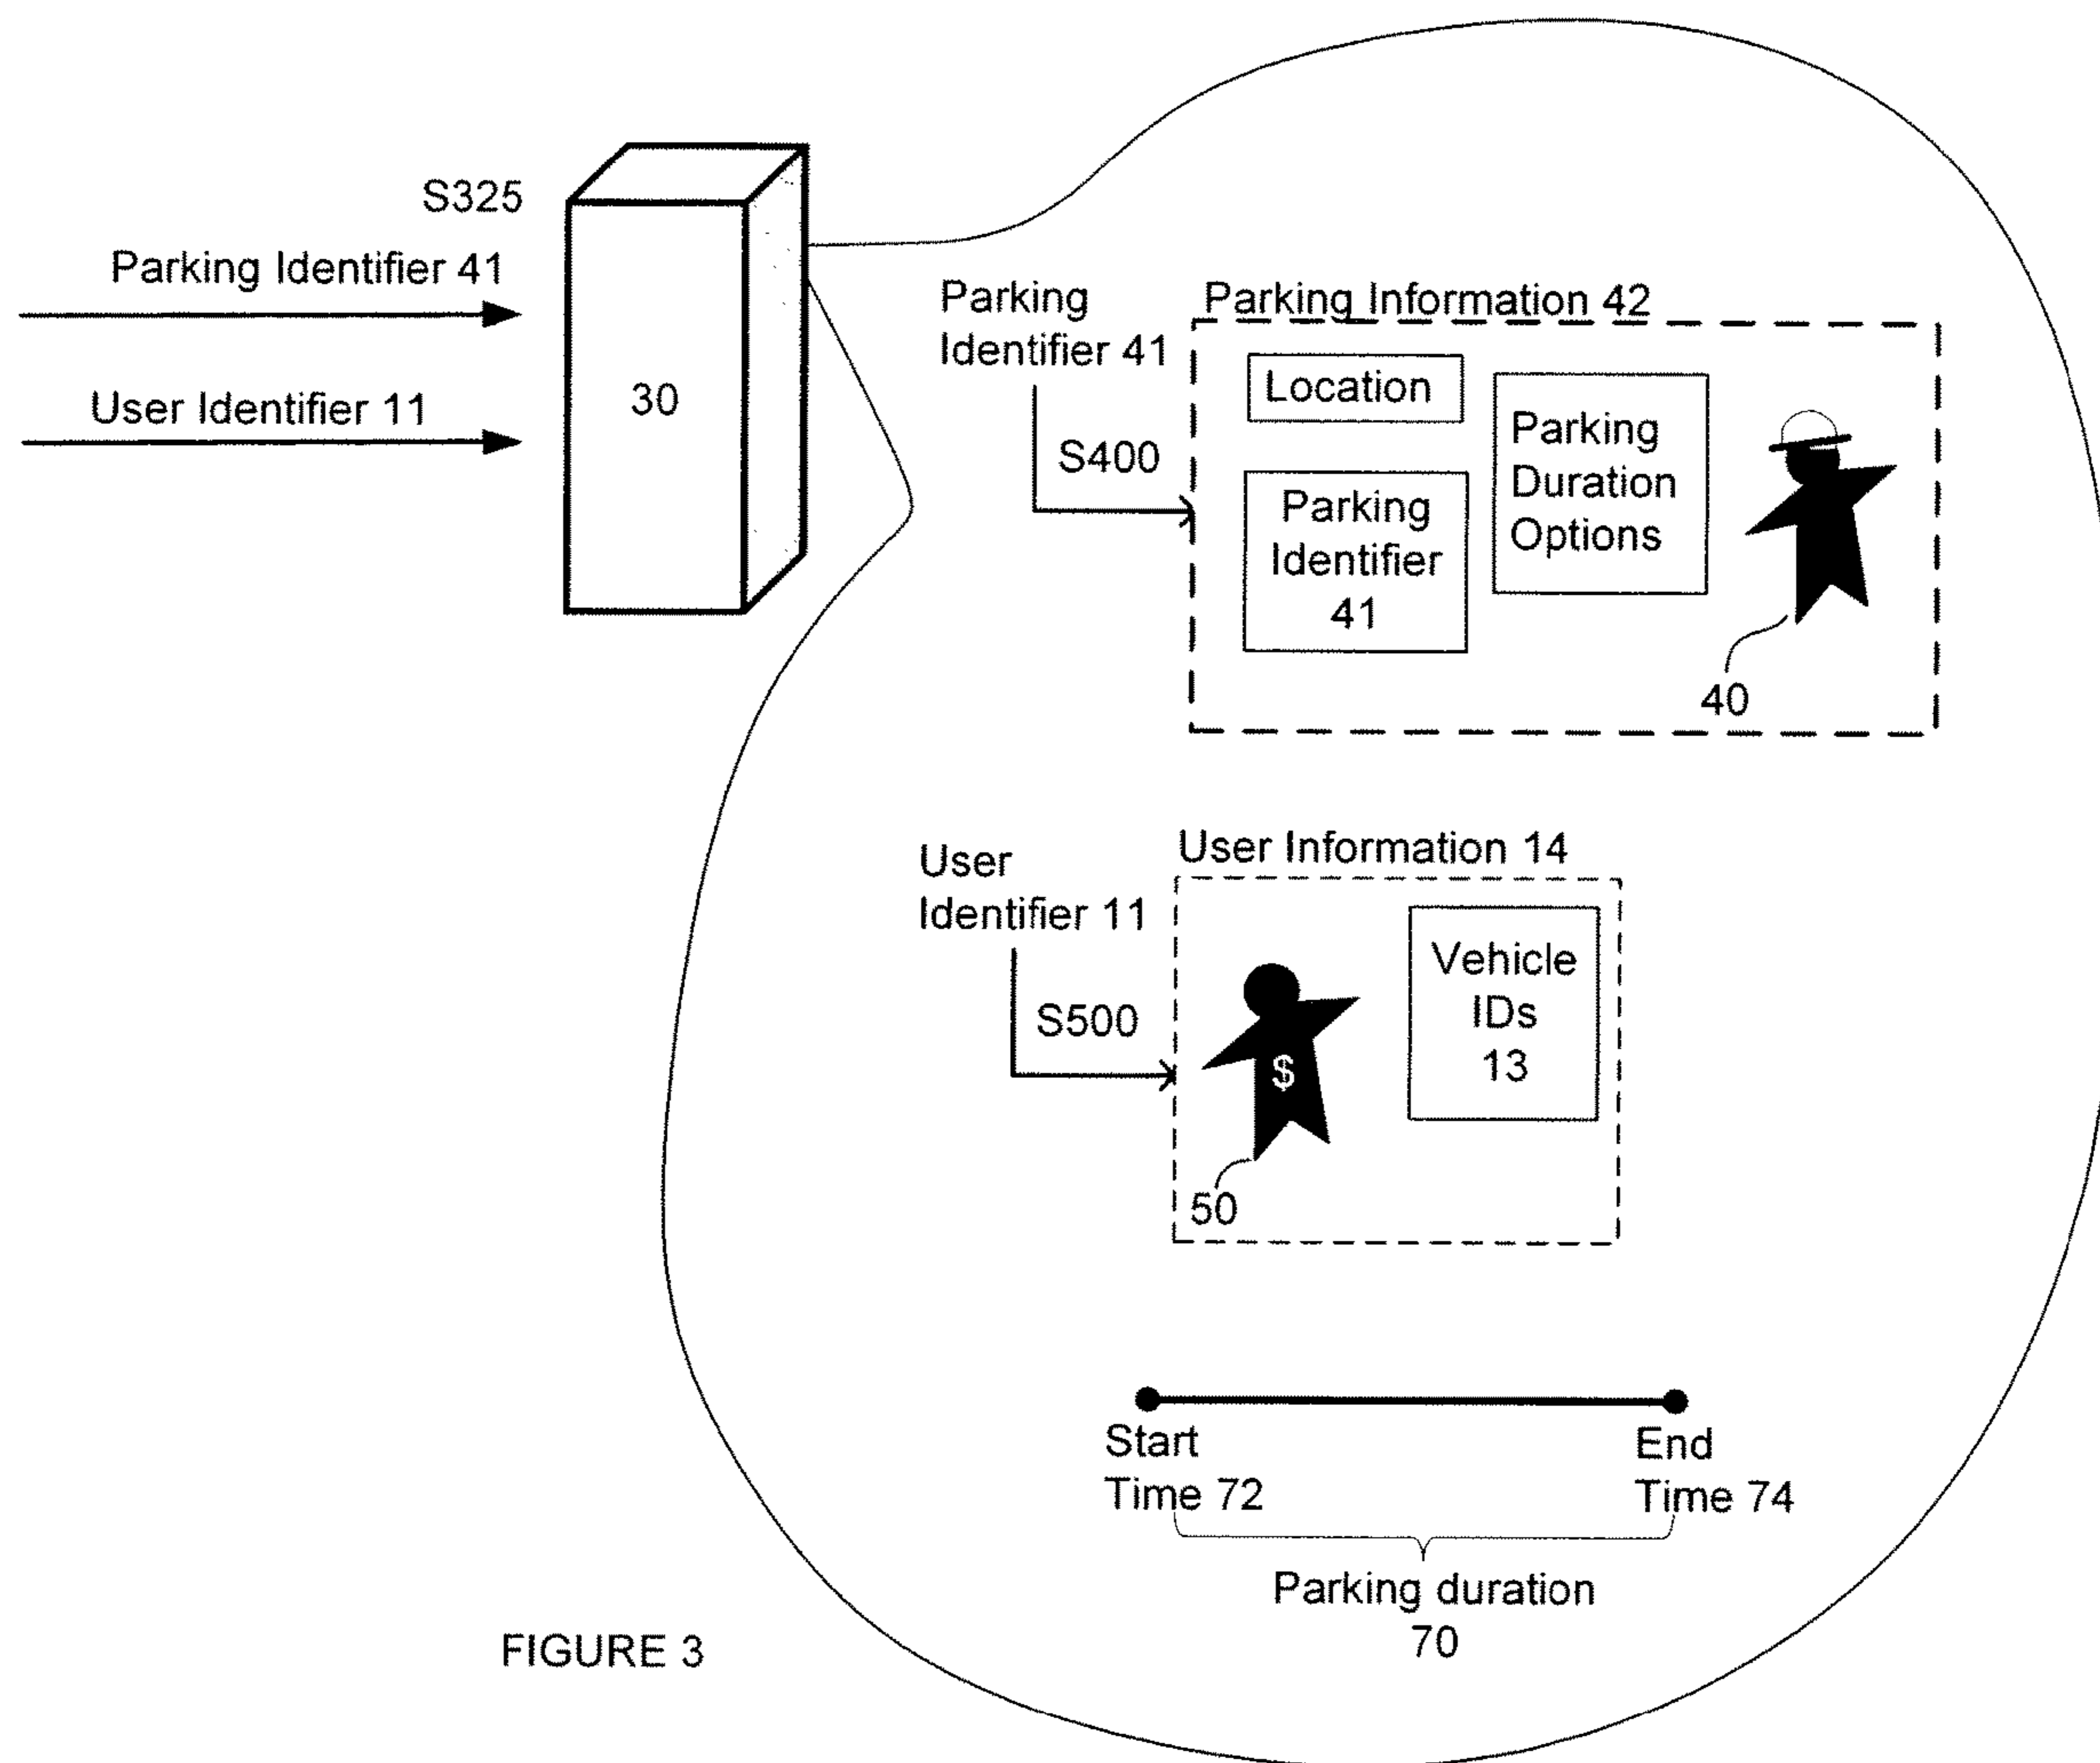 S325
Parking Identifier 41
User Identifier 11
30
Parking
Identifier 41
S400
Parking Information 42
Location
Parking
Identifier
41
Parking
Duration
Options
40
User
Identifier 11
S500
User Information 14
$
Vehicle
IDs
13
50
Start
Time 72
End
Time 74
Parking duration
70
FIGURE 3